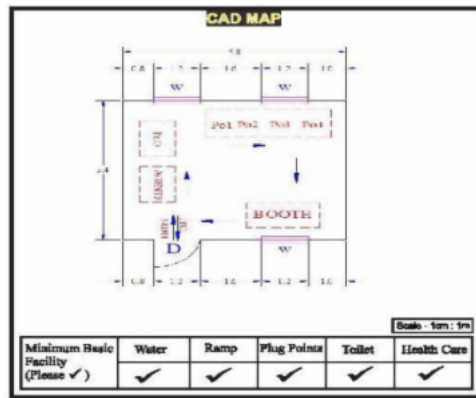 CAD MAP
0.8 1.2 1.6 1.2 1.0
W W
Po1 Po2 Po3 Po4
BOOTH
ENTRY
D
W
0.8 1.2 1.6 1.2 1.0
Scale - 1cm : 1m
Minimum Basic Facility (Please ✓) Water Ramp Plug Points Toilet Health Care
✓ ✓ ✓ ✓ ✓